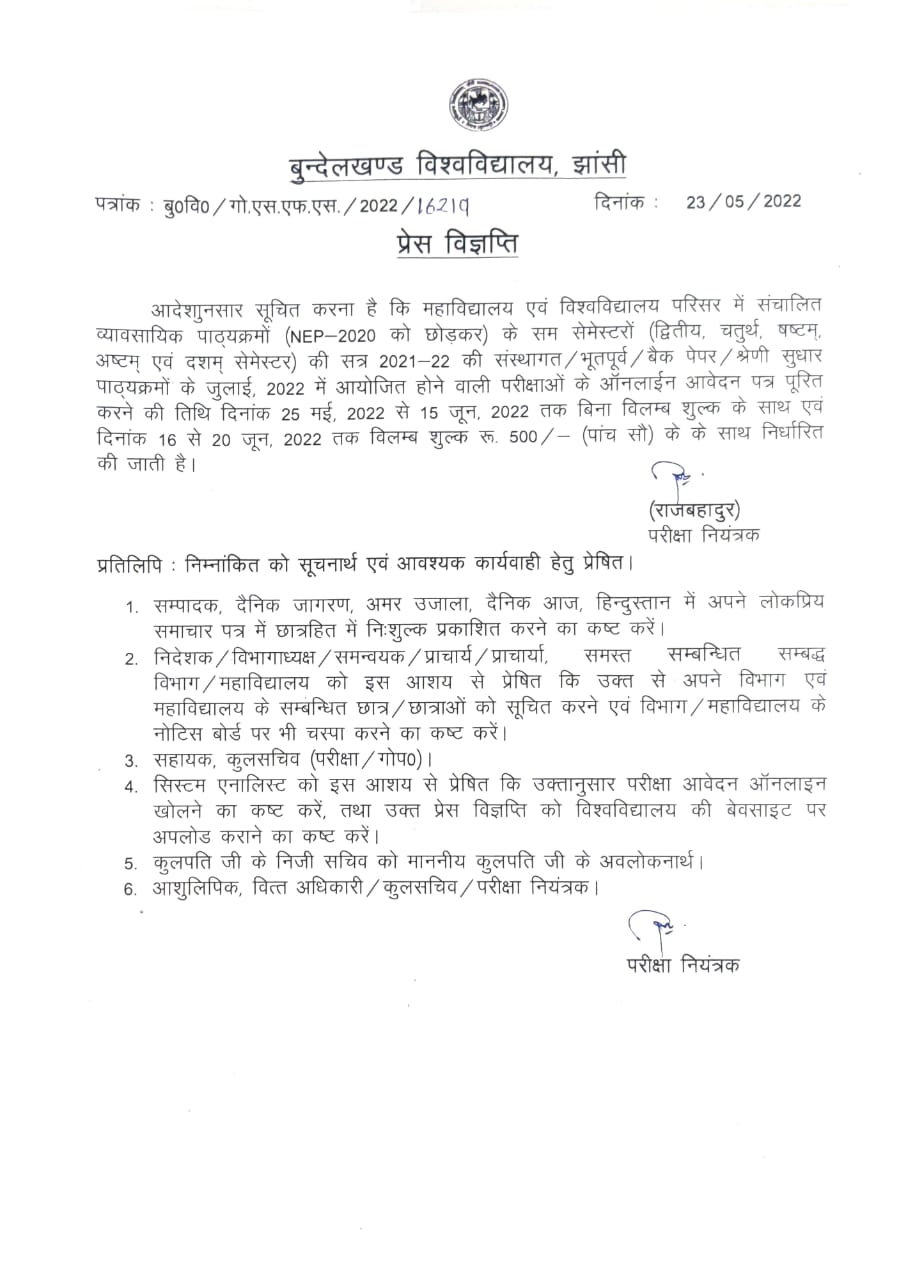 बुन्देलखण्ड विश्वविद्यालय, झांसी
पत्रांक : बु0वि0/गो.एस.एफ.एस./2022/16219 दिनांक : 23/05/2022
प्रेस विज्ञप्ति
आदेशाुनसार सूचित करना है कि महाविद्यालय एवं विश्वविद्यालय परिसर में संचालित
व्यावसायिक पाठ्यक्रमों (NEP–2020 को छोड़कर) के सम सेमेस्टरों (द्वितीय, चतुर्थ, षष्टम्,
अष्टम् एवं दशम् सेमेस्टर) की सत्र 2021–22 की संस्थागत/भूतपूर्व/बैक पेपर/श्रेणी सुधार
पाठ्यक्रमों के जुलाई, 2022 में आयोजित होने वाली परीक्षाओं के ऑनलाईन आवेदन पत्र पूरित
करने की तिथि दिनांक 25 मई, 2022 से 15 जून, 2022 तक बिना विलम्ब शुल्क के साथ एवं
दिनांक 16 से 20 जून, 2022 तक विलम्ब शुल्क रू. 500/– (पांच सौ) के के साथ निर्धारित
की जाती है।
(राजबहादुर)
परीक्षा नियंत्रक
प्रतिलिपि : निम्नांकित को सूचनार्थ एवं आवश्यक कार्यवाही हेतु प्रेषित।
1. सम्पादक, दैनिक जागरण, अमर उजाला, दैनिक आज, हिन्दुस्तान में अपने लोकप्रिय
समाचार पत्र में छात्रहित में निःशुल्क प्रकाशित करने का कष्ट करें।
2. निदेशक/विभागाध्यक्ष/समन्वयक/प्राचार्य/प्राचार्या, समस्त सम्बन्धित सम्बद्ध
विभाग/महाविद्यालय को इस आशय से प्रेषित कि उक्त से अपने विभाग एवं
महाविद्यालय के सम्बन्धित छात्र/छात्राओं को सूचित करने एवं विभाग/महाविद्यालय के
नोटिस बोर्ड पर भी चस्पा करने का कष्ट करें।
3. सहायक, कुलसचिव (परीक्षा/गोप0)।
4. सिस्टम एनालिस्ट को इस आशय से प्रेषित कि उक्तानुसार परीक्षा आवेदन ऑनलाइन
खोलने का कष्ट करें, तथा उक्त प्रेस विज्ञप्ति को विश्वविद्यालय की बेवसाइट पर
अपलोड कराने का कष्ट करें।
5. कुलपति जी के निजी सचिव को माननीय कुलपति जी के अवलोकनार्थ।
6. आशुलिपिक, वित्त अधिकारी/कुलसचिव/परीक्षा नियंत्रक।
परीक्षा नियंत्रक